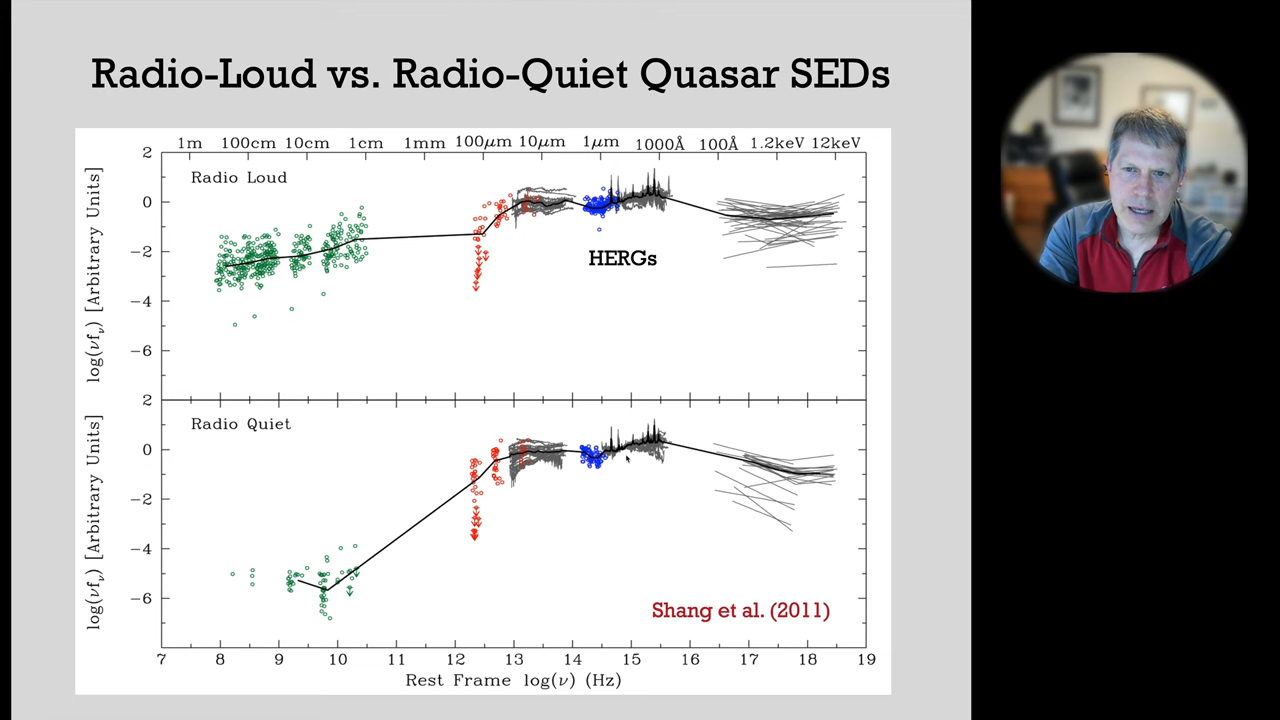 Radio-Loud vs. Radio-Quiet Quasar SEDs
1m 100cm 10cm 1cm 1mm 100μm 10μm 1μm 1000Å 100Å 1.2keV 12keV
2
Radio Loud
0
-2
HERGs
-4
-6
log(νfᵥ) [Arbitrary Units]
2
Radio Quiet
0
-2
-4
-6
log(νfᵥ) [Arbitrary Units]
Shang et al. (2011)
7 8 9 10 11 12 13 14 15 16 17 18 19
Rest Frame log(ν) (Hz)